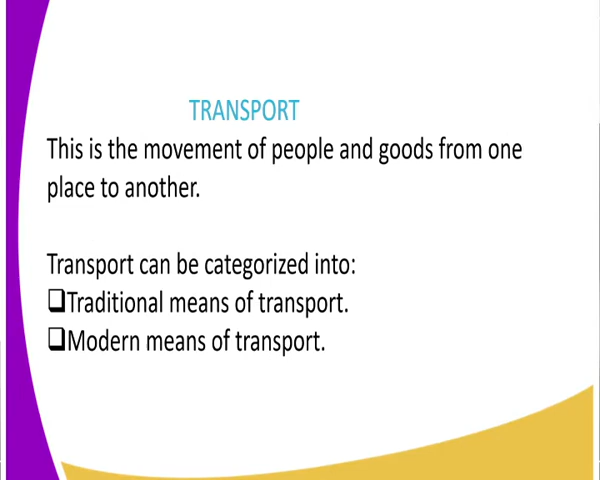 TRANSPORT
This is the movement of people and goods from one
place to another.
Transport can be categorized into:
❑Traditional means of transport.
❑Modern means of transport.